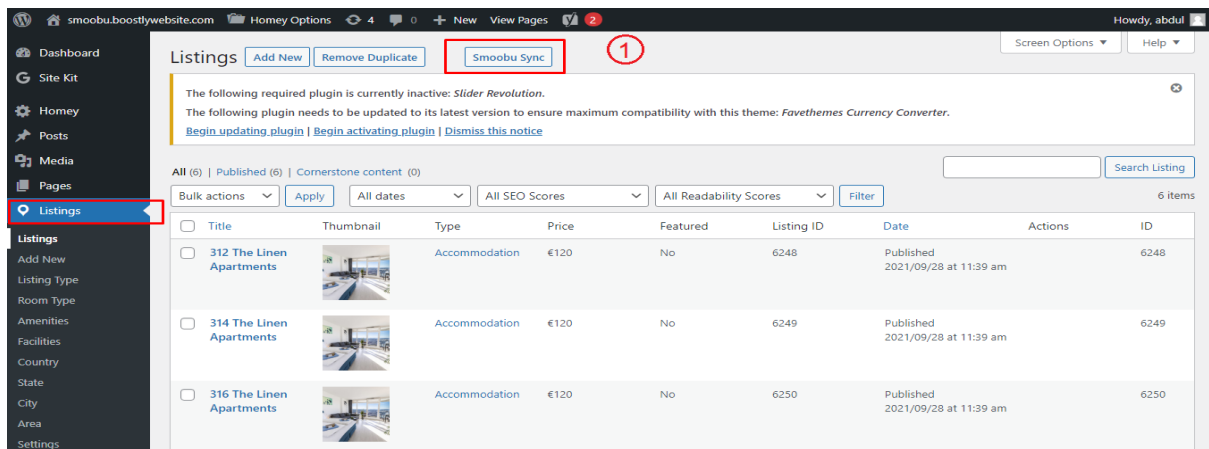 smoobu.boostlywebsite.com Homey Options 4 0 + New View Pages 2 Howdy, abdul
Dashboard
Site Kit
Homey
Posts
Media
Pages
Listings
Listings
Add New
Listing Type
Room Type
Amenities
Facilities
Country
State
City
Area
Settings
Listings Add New Remove Duplicate Smoobu Sync 1 Screen Options ▼ Help ▼
The following required plugin is currently inactive: Slider Revolution.
The following plugin needs to be updated to its latest version to ensure maximum compatibility with this theme: Favethemes Currency Converter.
Begin updating plugin | Begin activating plugin | Dismiss this notice
All (6) | Published (6) | Cornerstone content (0) Search Listing
Bulk actions Apply All dates All SEO Scores All Readability Scores Filter 6 items
Title Thumbnail Type Price Featured Listing ID Date Actions ID
312 The Linen Accommodation €120 No 6248 Published 6248
Apartments 2021/09/28 at 11:39 am
314 The Linen Accommodation €120 No 6249 Published 6249
Apartments 2021/09/28 at 11:39 am
316 The Linen Accommodation €120 No 6250 Published 6250
Apartments 2021/09/28 at 11:39 am